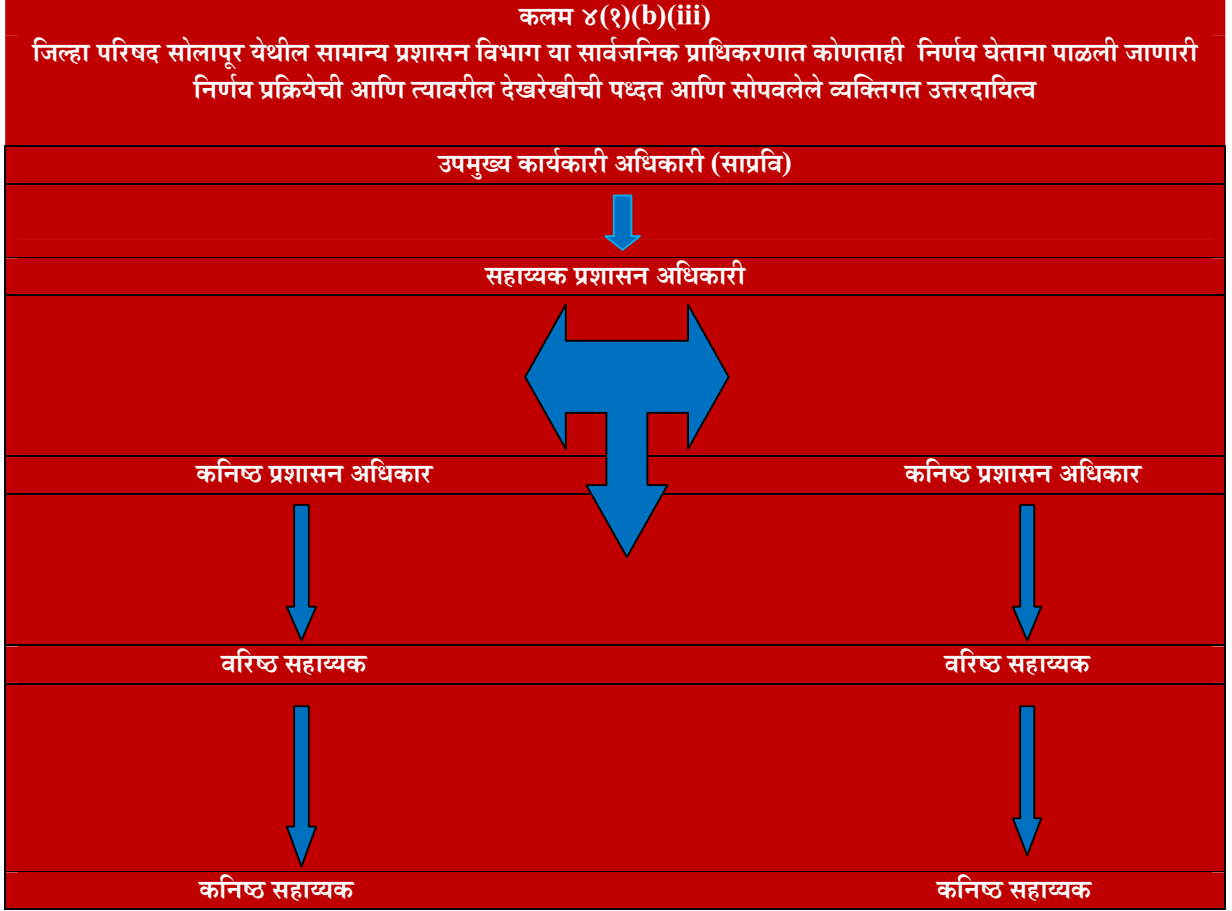 कलम ४(१)(b)(iii)
जिल्हा परिषद सोलापूर येथील सामान्य प्रशासन विभाग या सार्वजनिक प्राधिकरणात कोणताही निर्णय घेताना पाळली जाणारी
निर्णय प्रक्रियेची आणि त्यावरील देखरेखीची पध्दत आणि सोपवलेले व्यक्तिगत उत्तरदायित्व
उपमुख्य कार्यकारी अधिकारी (साप्रवि)
सहाय्यक प्रशासन अधिकारी
कनिष्ठ प्रशासन अधिकार
कनिष्ठ प्रशासन अधिकार
वरिष्ठ सहाय्यक
वरिष्ठ सहाय्यक
कनिष्ठ सहाय्यक
कनिष्ठ सहाय्यक